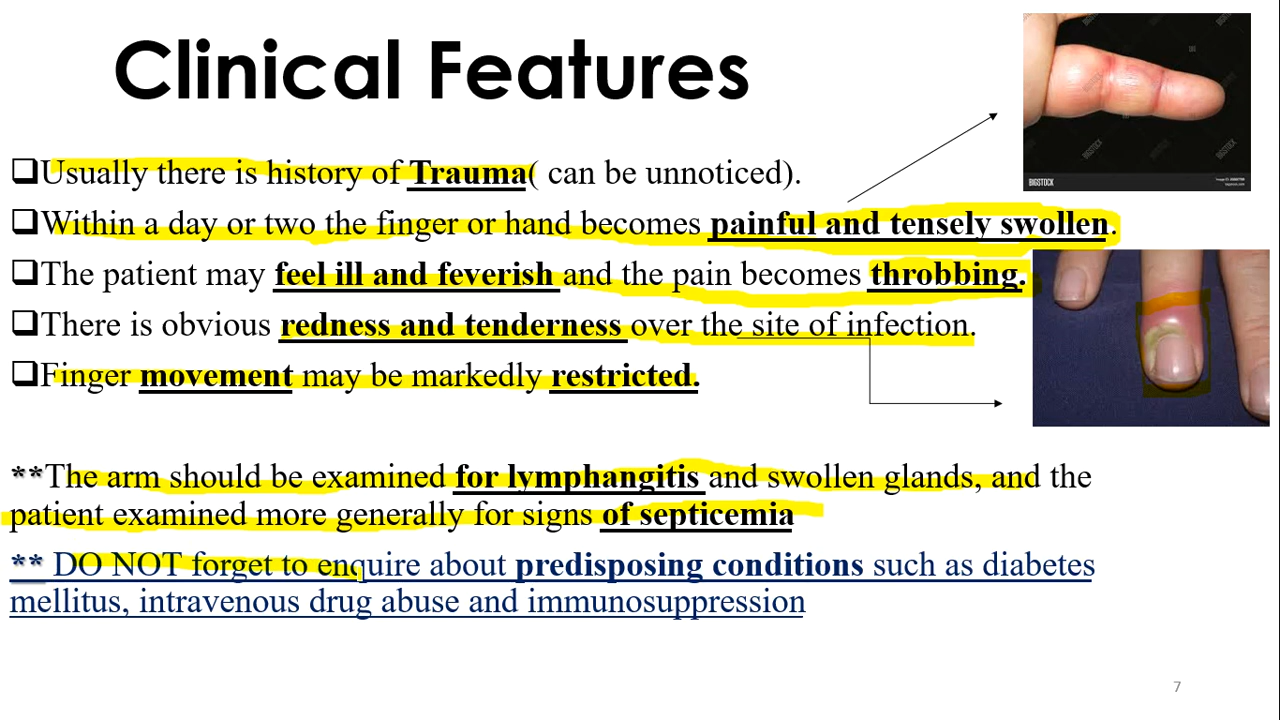 Clinical Features
❑Usually there is history of Trauma( can be unnoticed).
❑Within a day or two the finger or hand becomes painful and tensely swollen.
❑The patient may feel ill and feverish and the pain becomes throbbing.
❑There is obvious redness and tenderness over the site of infection.
❑Finger movement may be markedly restricted.
**The arm should be examined for lymphangitis and swollen glands, and the
patient examined more generally for signs of septicemia
** DO NOT forget to enquire about predisposing conditions such as diabetes
mellitus, intravenous drug abuse and immunosuppression
BIGSTOCK
7